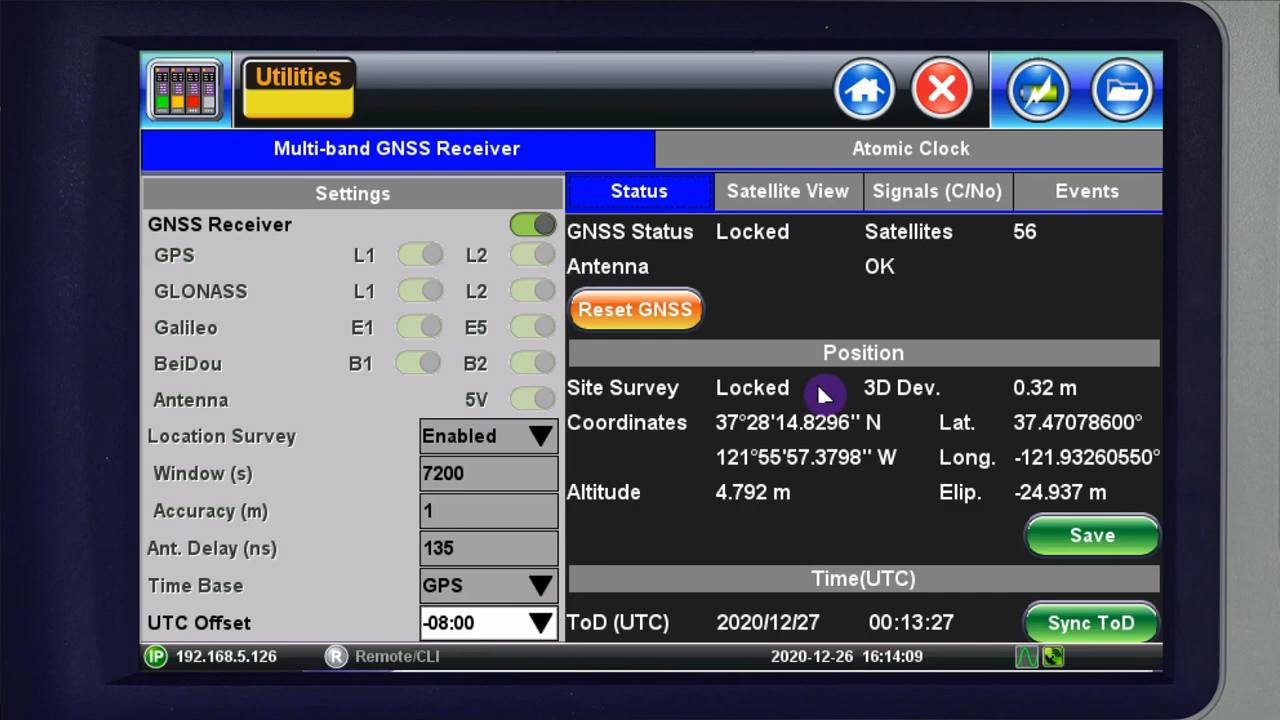 Utilities
Multi-band GNSS Receiver
Atomic Clock
Settings
Status
Satellite View
Signals (C/No)
Events
GNSS Receiver
GPS L1 L2
GLONASS L1 L2
Galileo E1 E5
BeiDou B1 B2
Antenna 5V
Location Survey Enabled
Window (s) 7200
Accuracy (m) 1
Ant. Delay (ns) 135
Time Base GPS
UTC Offset -08:00
GNSS Status Locked Satellites 56
Antenna OK
Reset GNSS
Position
Site Survey Locked 3D Dev. 0.32 m
Coordinates 37°28'14.8296'' N Lat. 37.47078600°
121°55'57.3798'' W Long. -121.93260550°
Altitude 4.792 m Elip. -24.937 m
Save
Time(UTC)
ToD (UTC) 2020/12/27 00:13:27 Sync ToD
IP 192.168.5.126 R Remote/CLI 2020-12-26 16:14:09